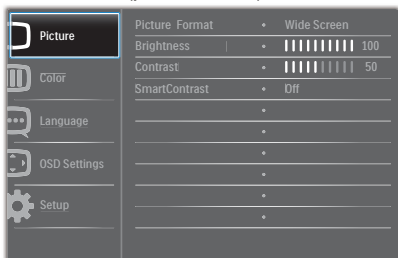 Picture
Color
Language
OSD Settings
Setup
Picture Format • Wide Screen
Brightness • 100
Contrast • 50
SmartContrast • Off
•
•
•
•
•
•